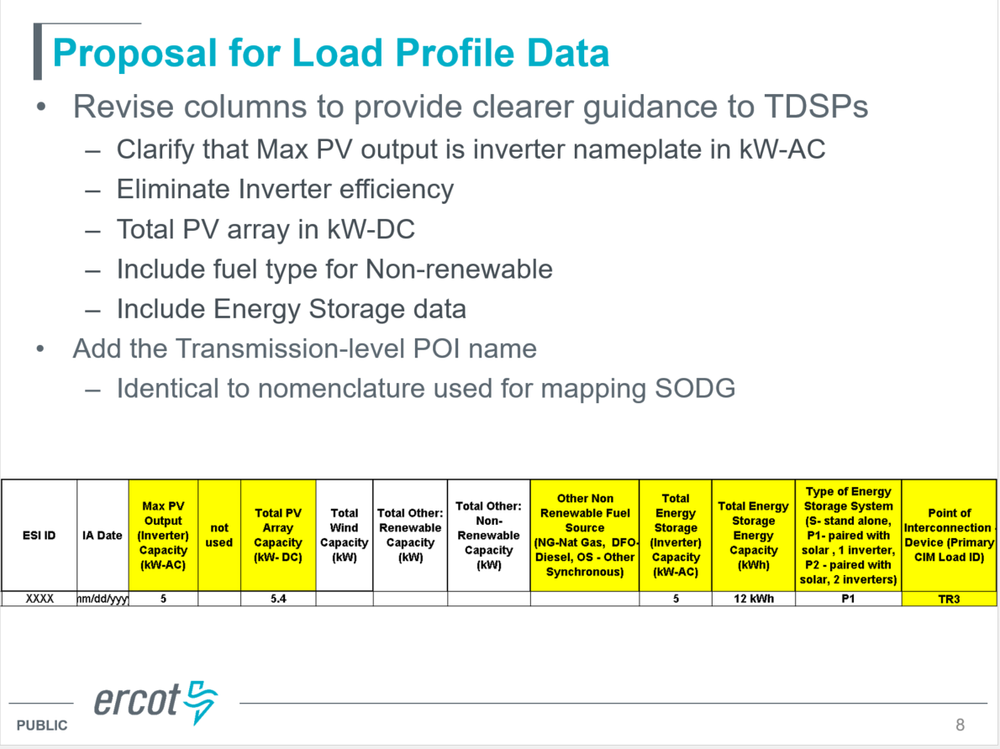 Proposal for Load Profile Data
• Revise columns to provide clearer guidance to TDSPs
– Clarify that Max PV output is inverter nameplate in kW-AC
– Eliminate Inverter efficiency
– Total PV array in kW-DC
– Include fuel type for Non-renewable
– Include Energy Storage data
• Add the Transmission-level POI name
– Identical to nomenclature used for mapping SODG
ESI ID
IA Date
Max PV
Output
(Inverter)
Capacity
(kW-AC)
not
used
Total PV
Array
Capacity
(kW- DC)
Total
Wind
Capacity
(kW)
Total Other:
Renewable
Capacity
(kW)
Total Other:
Non-
Renewable
Capacity
(kW)
Other Non
Renewable Fuel
Source
(NG-Nat Gas, DFO-
Diesel, OS - Other
Synchronous)
Total
Energy
Storage
(Inverter)
Capacity
(kW-AC)
Total Energy
Storage
Energy
Capacity
(kWh)
Type of Energy
Storage System
(S- stand alone,
P1- paired with
solar , 1 inverter,
P2 - paired with
solar, 2 inverters)
Point of
Interconnection -
Device (Primary
CIM Load ID)
XXXX mm/dd/yyyy 5 5.4 5 12 kWh P1 TR3
ercot
PUBLIC
8